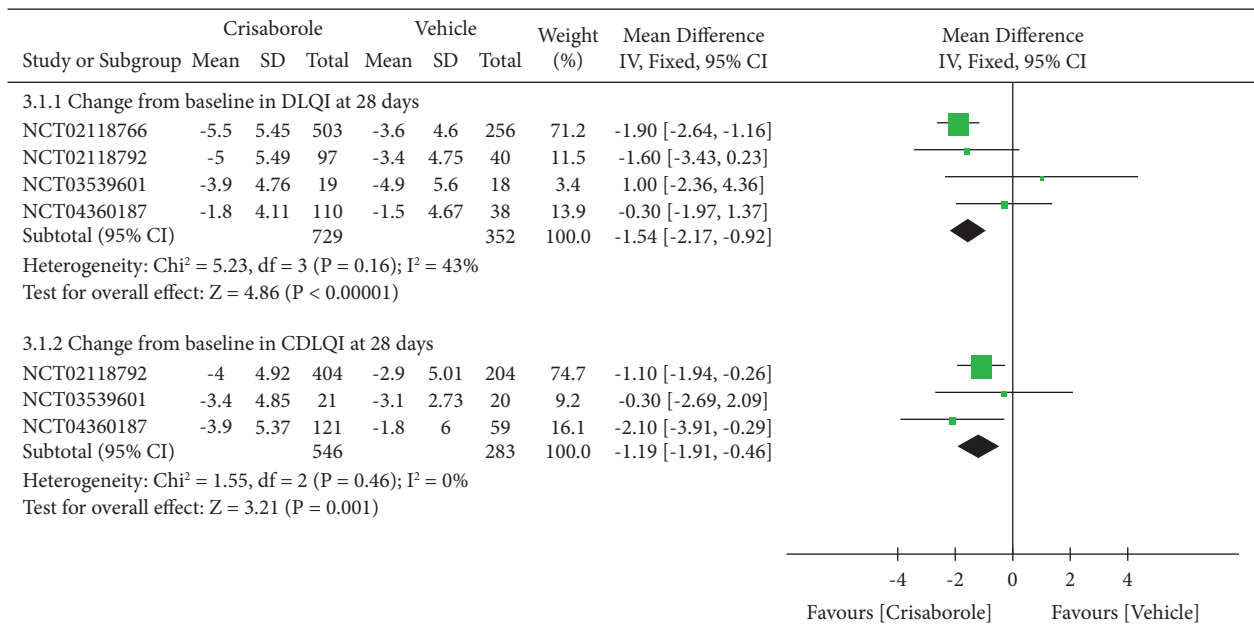 Crisaborole Vehicle Weight Mean Difference Mean Difference
Study or Subgroup Mean SD Total Mean SD Total (%) IV, Fixed, 95% CI IV, Fixed, 95% CI
3.1.1 Change from baseline in DLQI at 28 days
NCT02118766 -5.5 5.45 503 -3.6 4.6 256 71.2 -1.90 [-2.64, -1.16]
NCT02118792 -5 5.49 97 -3.4 4.75 40 11.5 -1.60 [-3.43, 0.23]
NCT03539601 -3.9 4.76 19 -4.9 5.6 18 3.4 1.00 [-2.36, 4.36]
NCT04360187 -1.8 4.11 110 -1.5 4.67 38 13.9 -0.30 [-1.97, 1.37]
Subtotal (95% CI) 729 352 100.0 -1.54 [-2.17, -0.92]
Heterogeneity: Chi² = 5.23, df = 3 (P = 0.16); I² = 43%
Test for overall effect: Z = 4.86 (P < 0.00001)
3.1.2 Change from baseline in CDLQI at 28 days
NCT02118792 -4 4.92 404 -2.9 5.01 204 74.7 -1.10 [-1.94, -0.26]
NCT03539601 -3.4 4.85 21 -3.1 2.73 20 9.2 -0.30 [-2.69, 2.09]
NCT04360187 -3.9 5.37 121 -1.8 6 59 16.1 -2.10 [-3.91, -0.29]
Subtotal (95% CI) 546 283 100.0 -1.19 [-1.91, -0.46]
Heterogeneity: Chi² = 1.55, df = 2 (P = 0.46); I² = 0%
Test for overall effect: Z = 3.21 (P = 0.001)
-4 -2 0 2 4
Favours [Crisaborole] Favours [Vehicle]